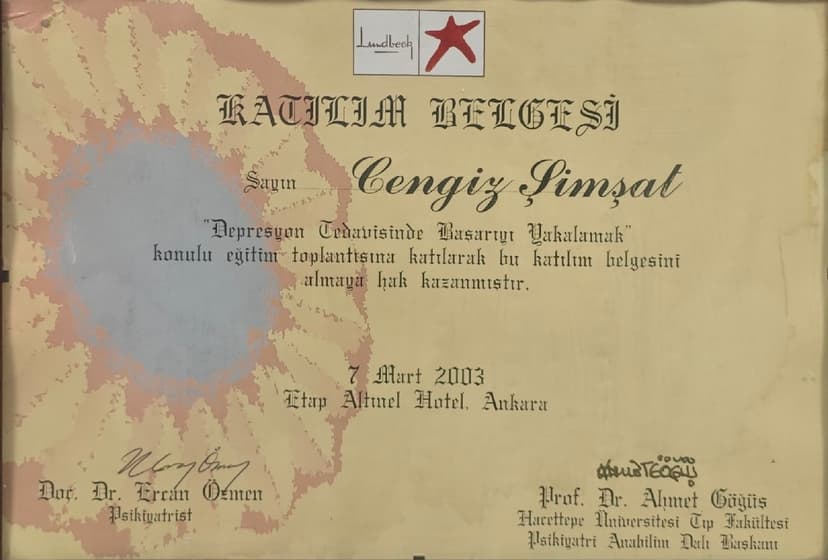 Lundbeck
KATILIM BELGESİ
Sayın Cengiz Şimşat
"Depresyon Tedavisinde Basarıyı Yakalamak"
konulu eğitim toplantısına katılarak bu katılım belgesini
almaya hak kazanmıstır.
7 Mart 2003
Etap Altınel Hotel, Ankara
Doç. Dr. Ercan Özmen
Psikiyatrist
Prof. Dr. Ahmet Göğüş
Hacettepe Üniversitesi Tıp Fakültesi
Psikiyatri Anabilim Dalı Başkanı